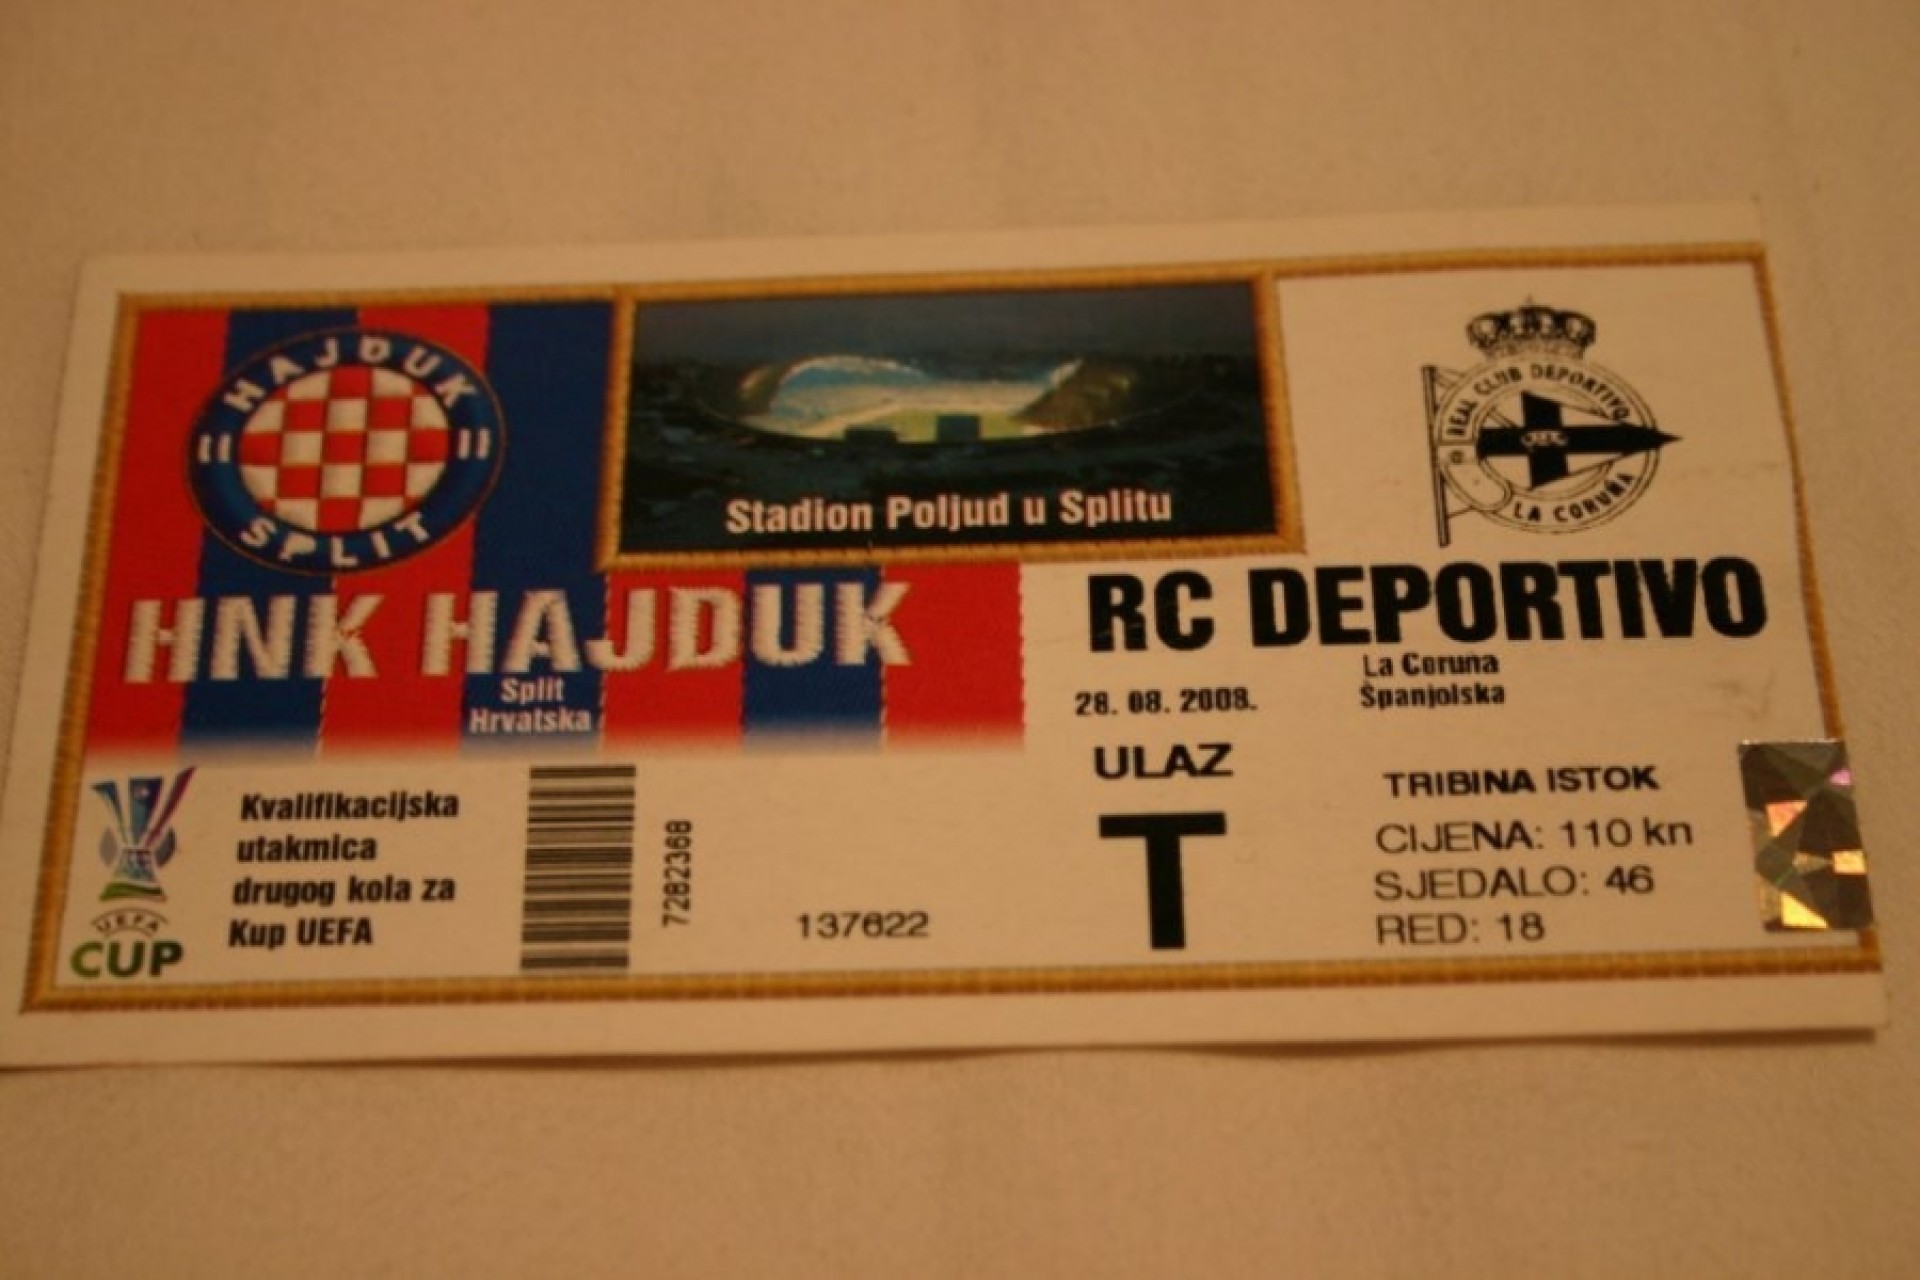 HAJDUK
SPLIT
Stadion Poljud u Splitu
REAL CLUB DEPORTIVO
LA CORUÑA
HNK HAJDUK
Split
Hrvatska
RC DEPORTIVO
La Coruna
Španjolska
28. 08. 2008.
ULAZ
T
TRIBINA ISTOK
CIJENA: 110 kn
SJEDALO: 46
RED: 18
Kvalifikacijska
utakmica
drugog kola za
Kup UEFA
UEFA
CUP
7282368
137622